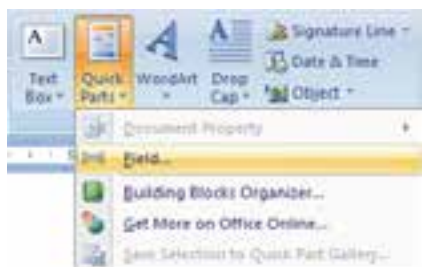 Text Box
Quick Parts
WordArt
Drop Cap
Signature Line
Date & Time
Object
Document Property
Field...
Building Blocks Organizer...
Get More on Office Online...
Save Selection to Quick Part Gallery...